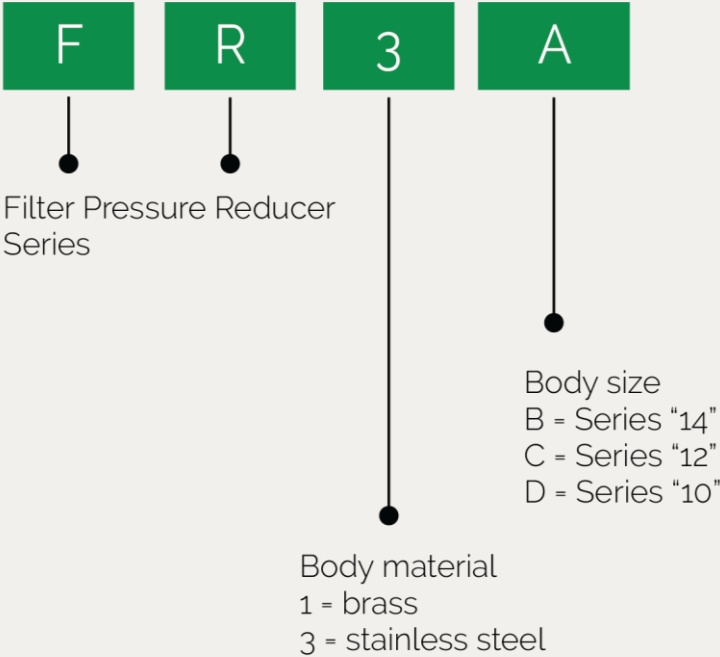 F R 3 A
Filter Pressure Reducer
Series
Body size
B = Series “14”
C = Series “12”
D = Series “10”
Body material
1 = brass
3 = stainless steel